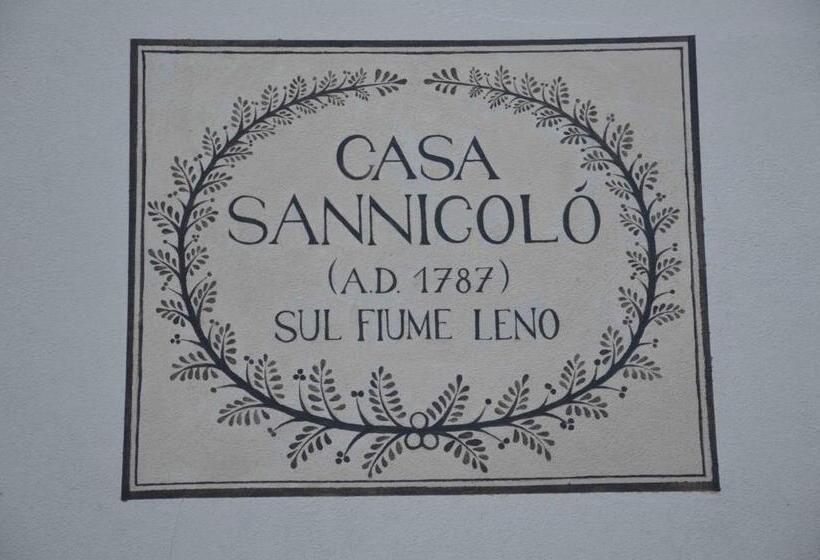 CASA
SANNICOLÓ
(A.D. 1787)
SUL FIUME LENO